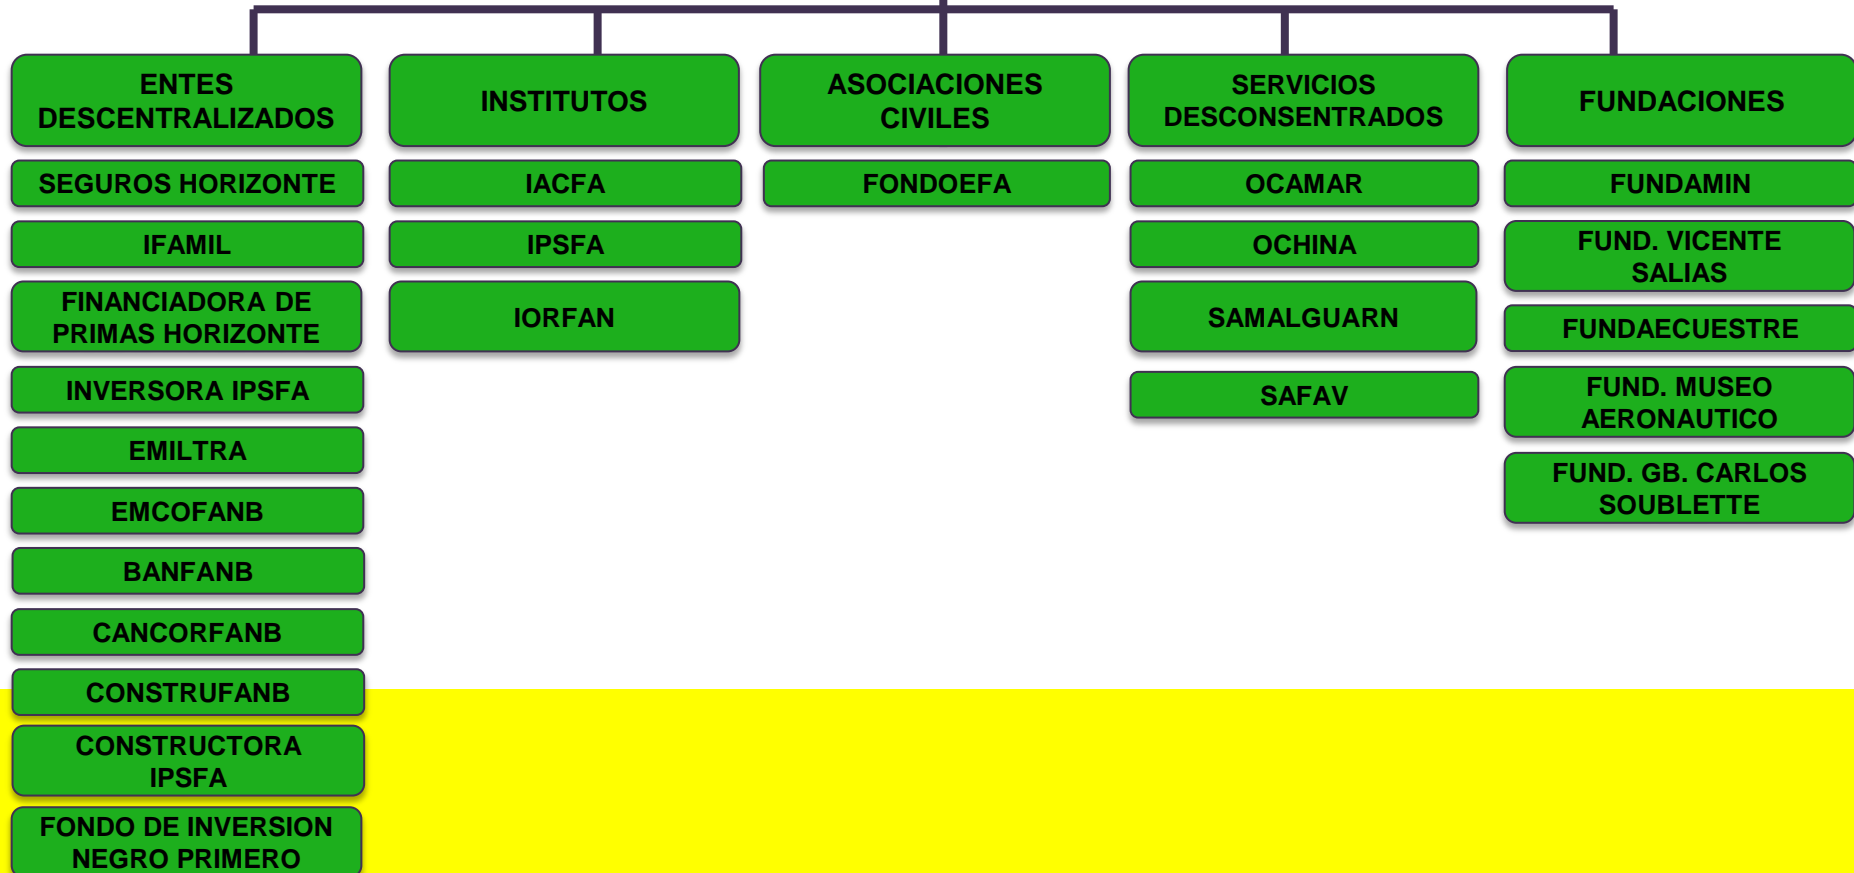 ENTES
DESCENTRALIZADOS
SEGUROS HORIZONTE
IFAMIL
FINANCIADORA DE
PRIMAS HORIZONTE
INVERSORA IPSFA
EMILTRA
EMCOFANB
BANFANB
CANCORFANB
CONSTRUFANB
CONSTRUCTORA
IPSFA
FONDO DE INVERSION
NEGRO PRIMERO
INSTITUTOS
IACFA
IPSFA
IORFAN
ASOCIACIONES
CIVILES
FONDOEFA
SERVICIOS
DESCONSENTRADOS
OCAMAR
OCHINA
SAMALGUARN
SAFAV
FUNDACIONES
FUNDAMIN
FUND. VICENTE
SALIAS
FUNDAECUESTRE
FUND. MUSEO
AERONAUTICO
FUND. GB. CARLOS
SOUBLETTE